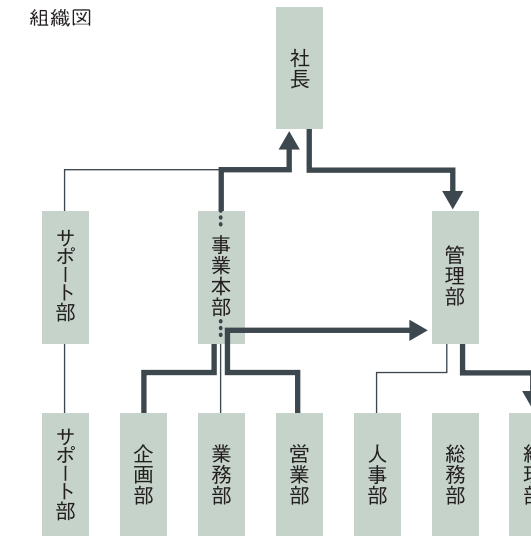 組織図
社長
サポート部
事業本部
管理部
サポート部
企画部
業務部
営業部
人事部
総務部